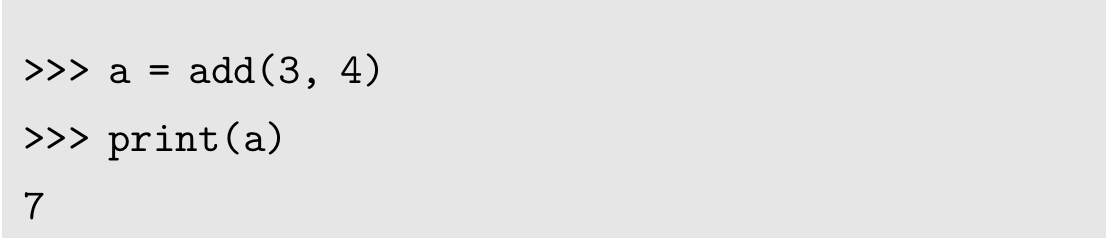 >>> a = add(3, 4)
>>> print(a)
7